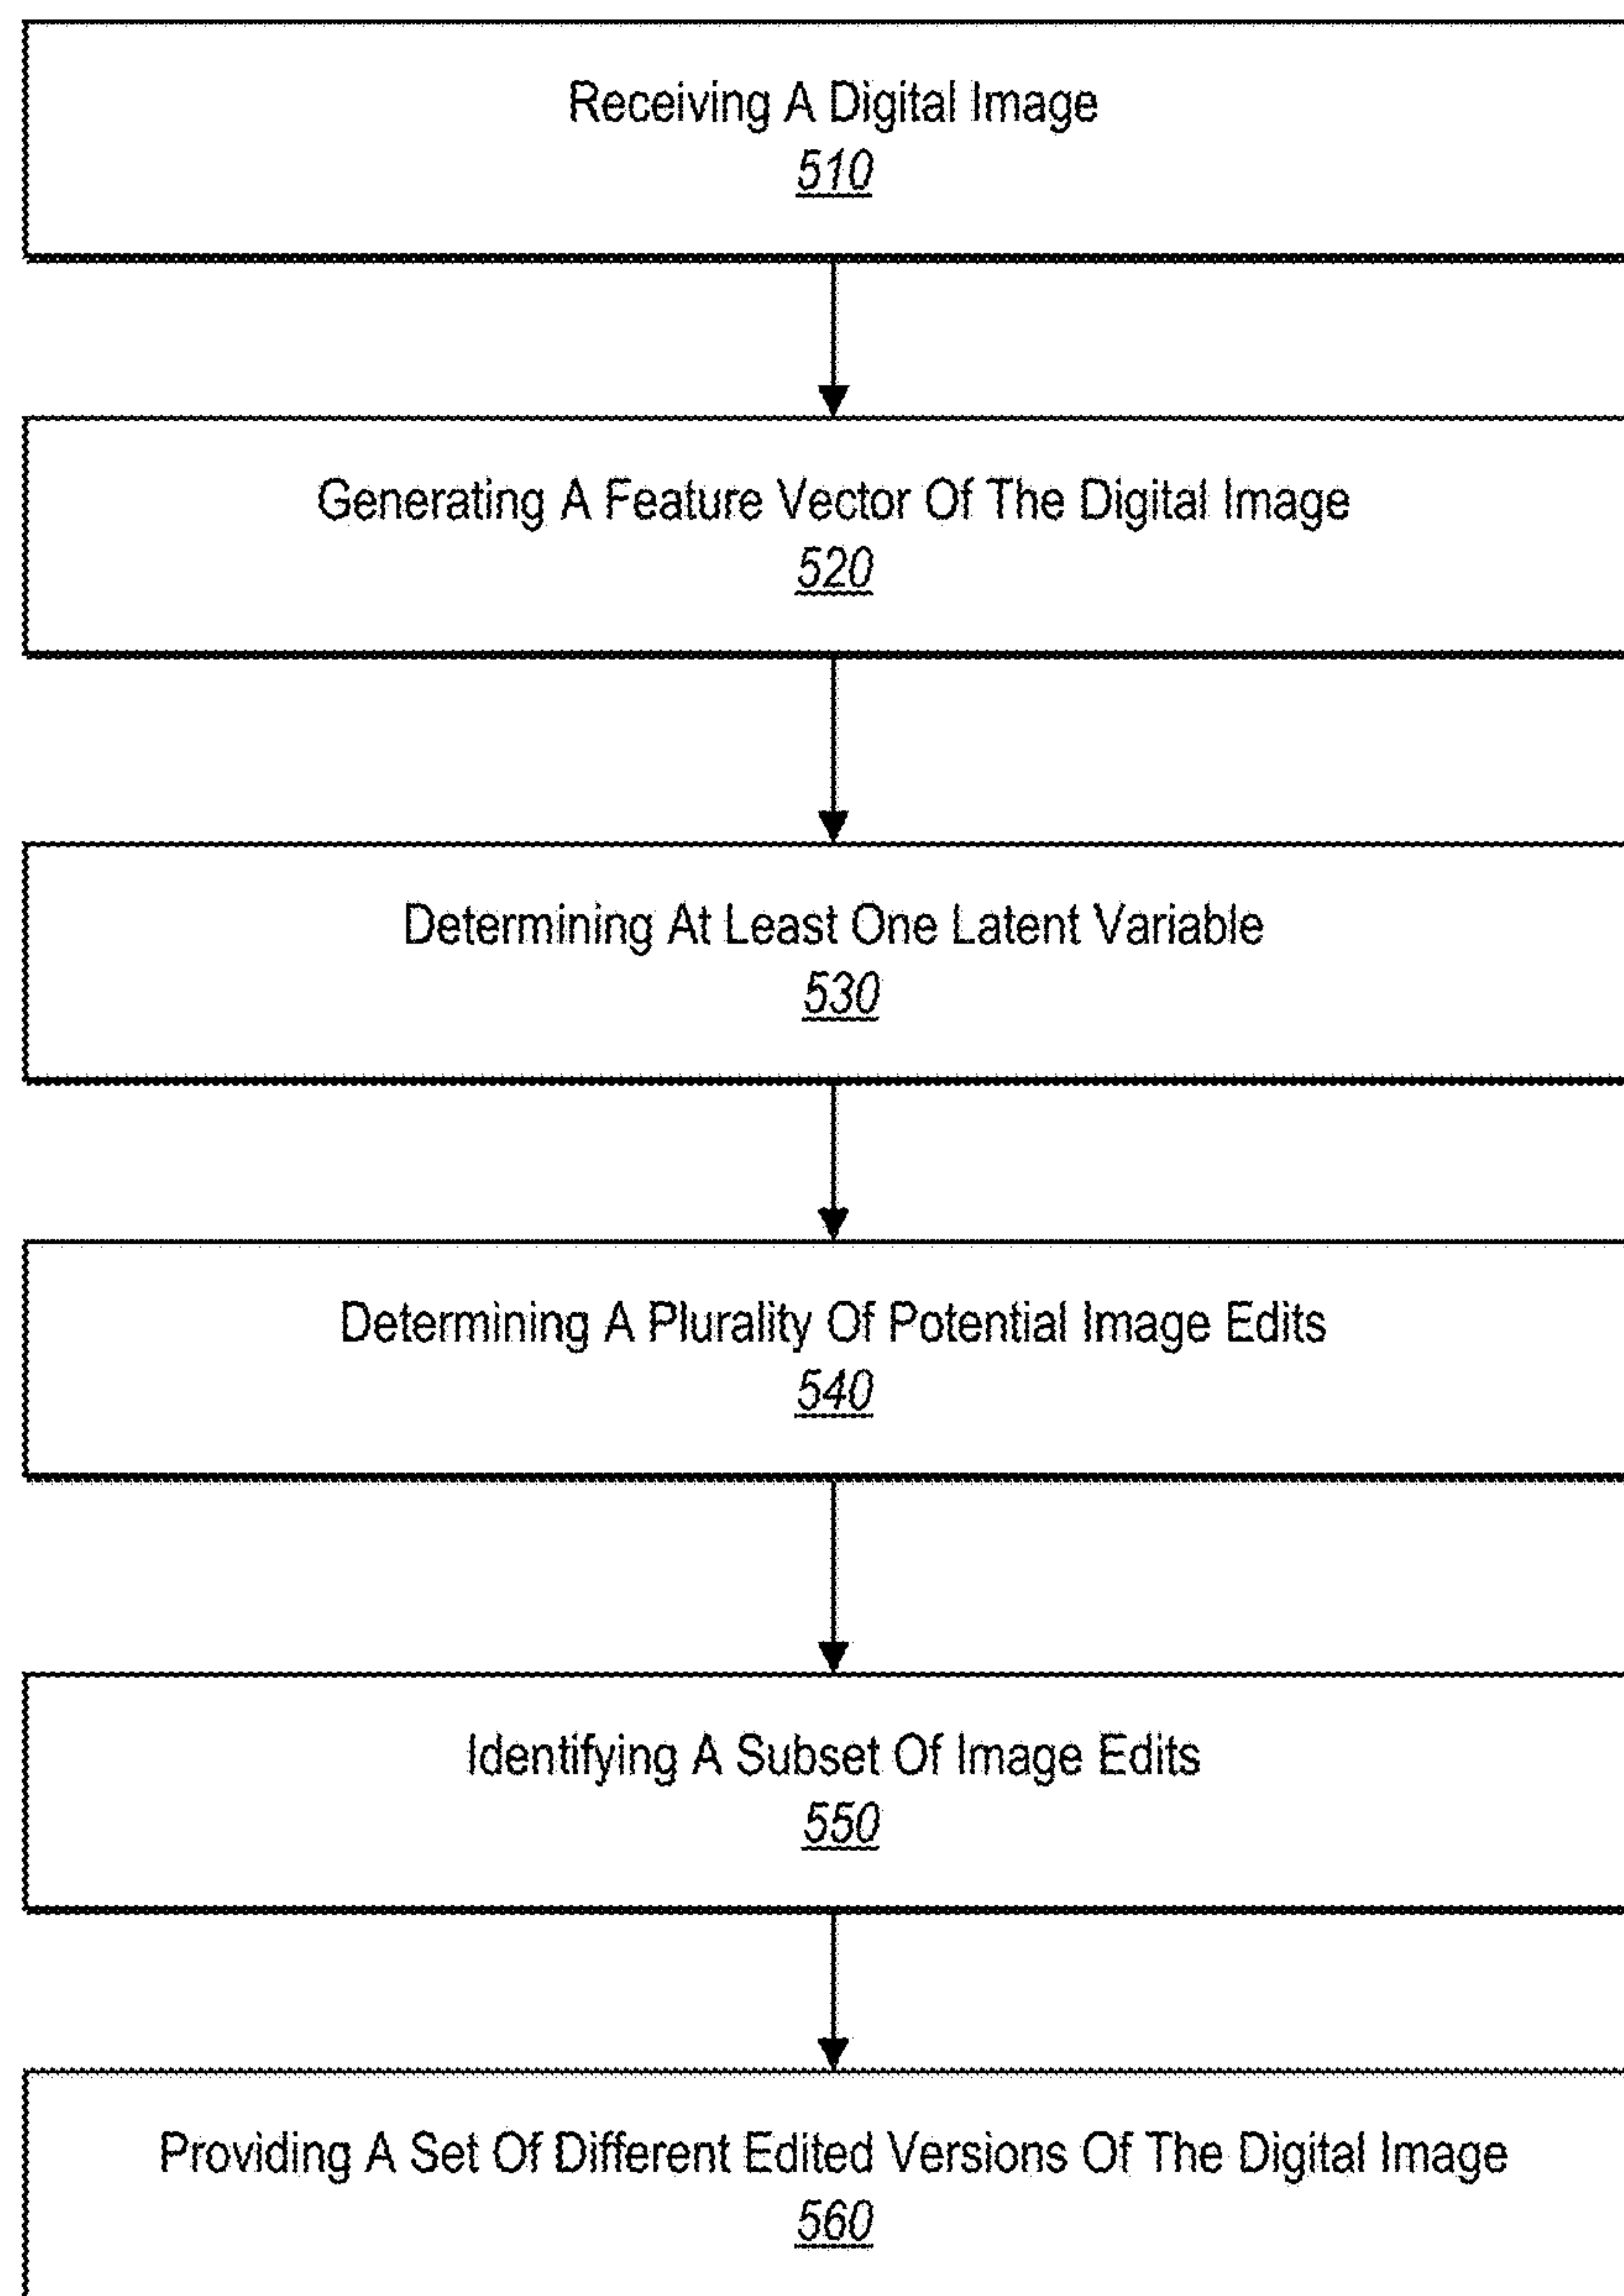 Receiving A Digital Image
510
Generating A Feature Vector Of The Digital Image
520
Determining At Least One Latent Variable
530
Determining A Plurality Of Potential Image Edits
540
Identifying A Subset Of Image Edits
550
Providing A Set Of Different Edited Versions Of The Digital Image
560